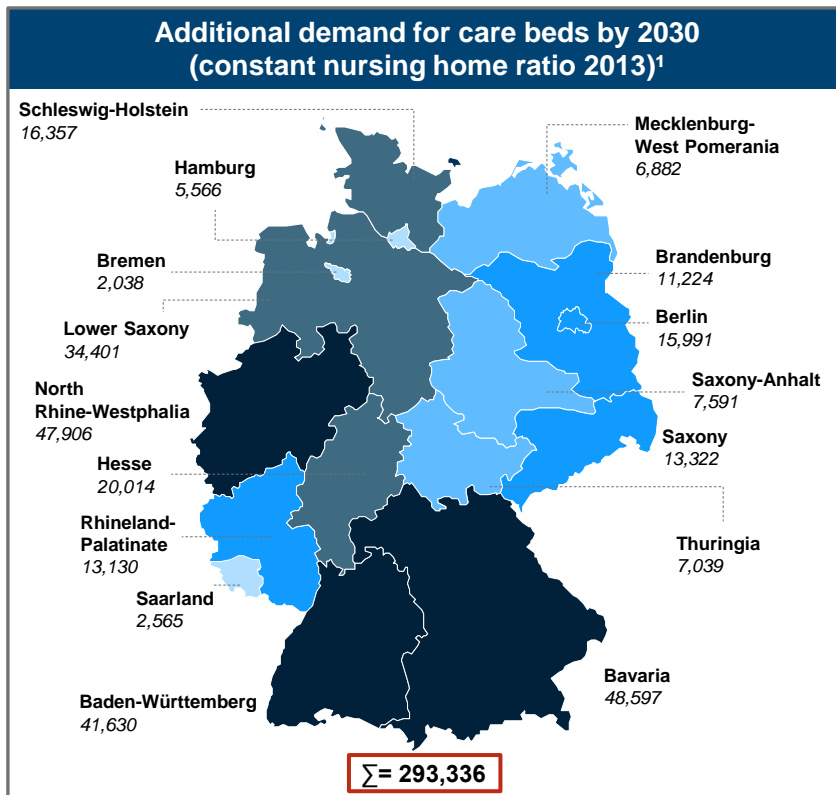 Additional demand for care beds by 2030
(constant nursing home ratio 2013)¹
Schleswig-Holstein
16,357
Mecklenburg-
West Pomerania
6,882
Hamburg
5,566
Bremen
2,038
Brandenburg
11,224
Berlin
15,991
Lower Saxony
34,401
Saxony-Anhalt
7,591
North
Rhine-Westphalia
47,906
Saxony
13,322
Hesse
20,014
Rhineland-
Palatinate
13,130
Thuringia
7,039
Saarland
2,565
Bavaria
48,597
Baden-Württemberg
41,630
∑= 293,336